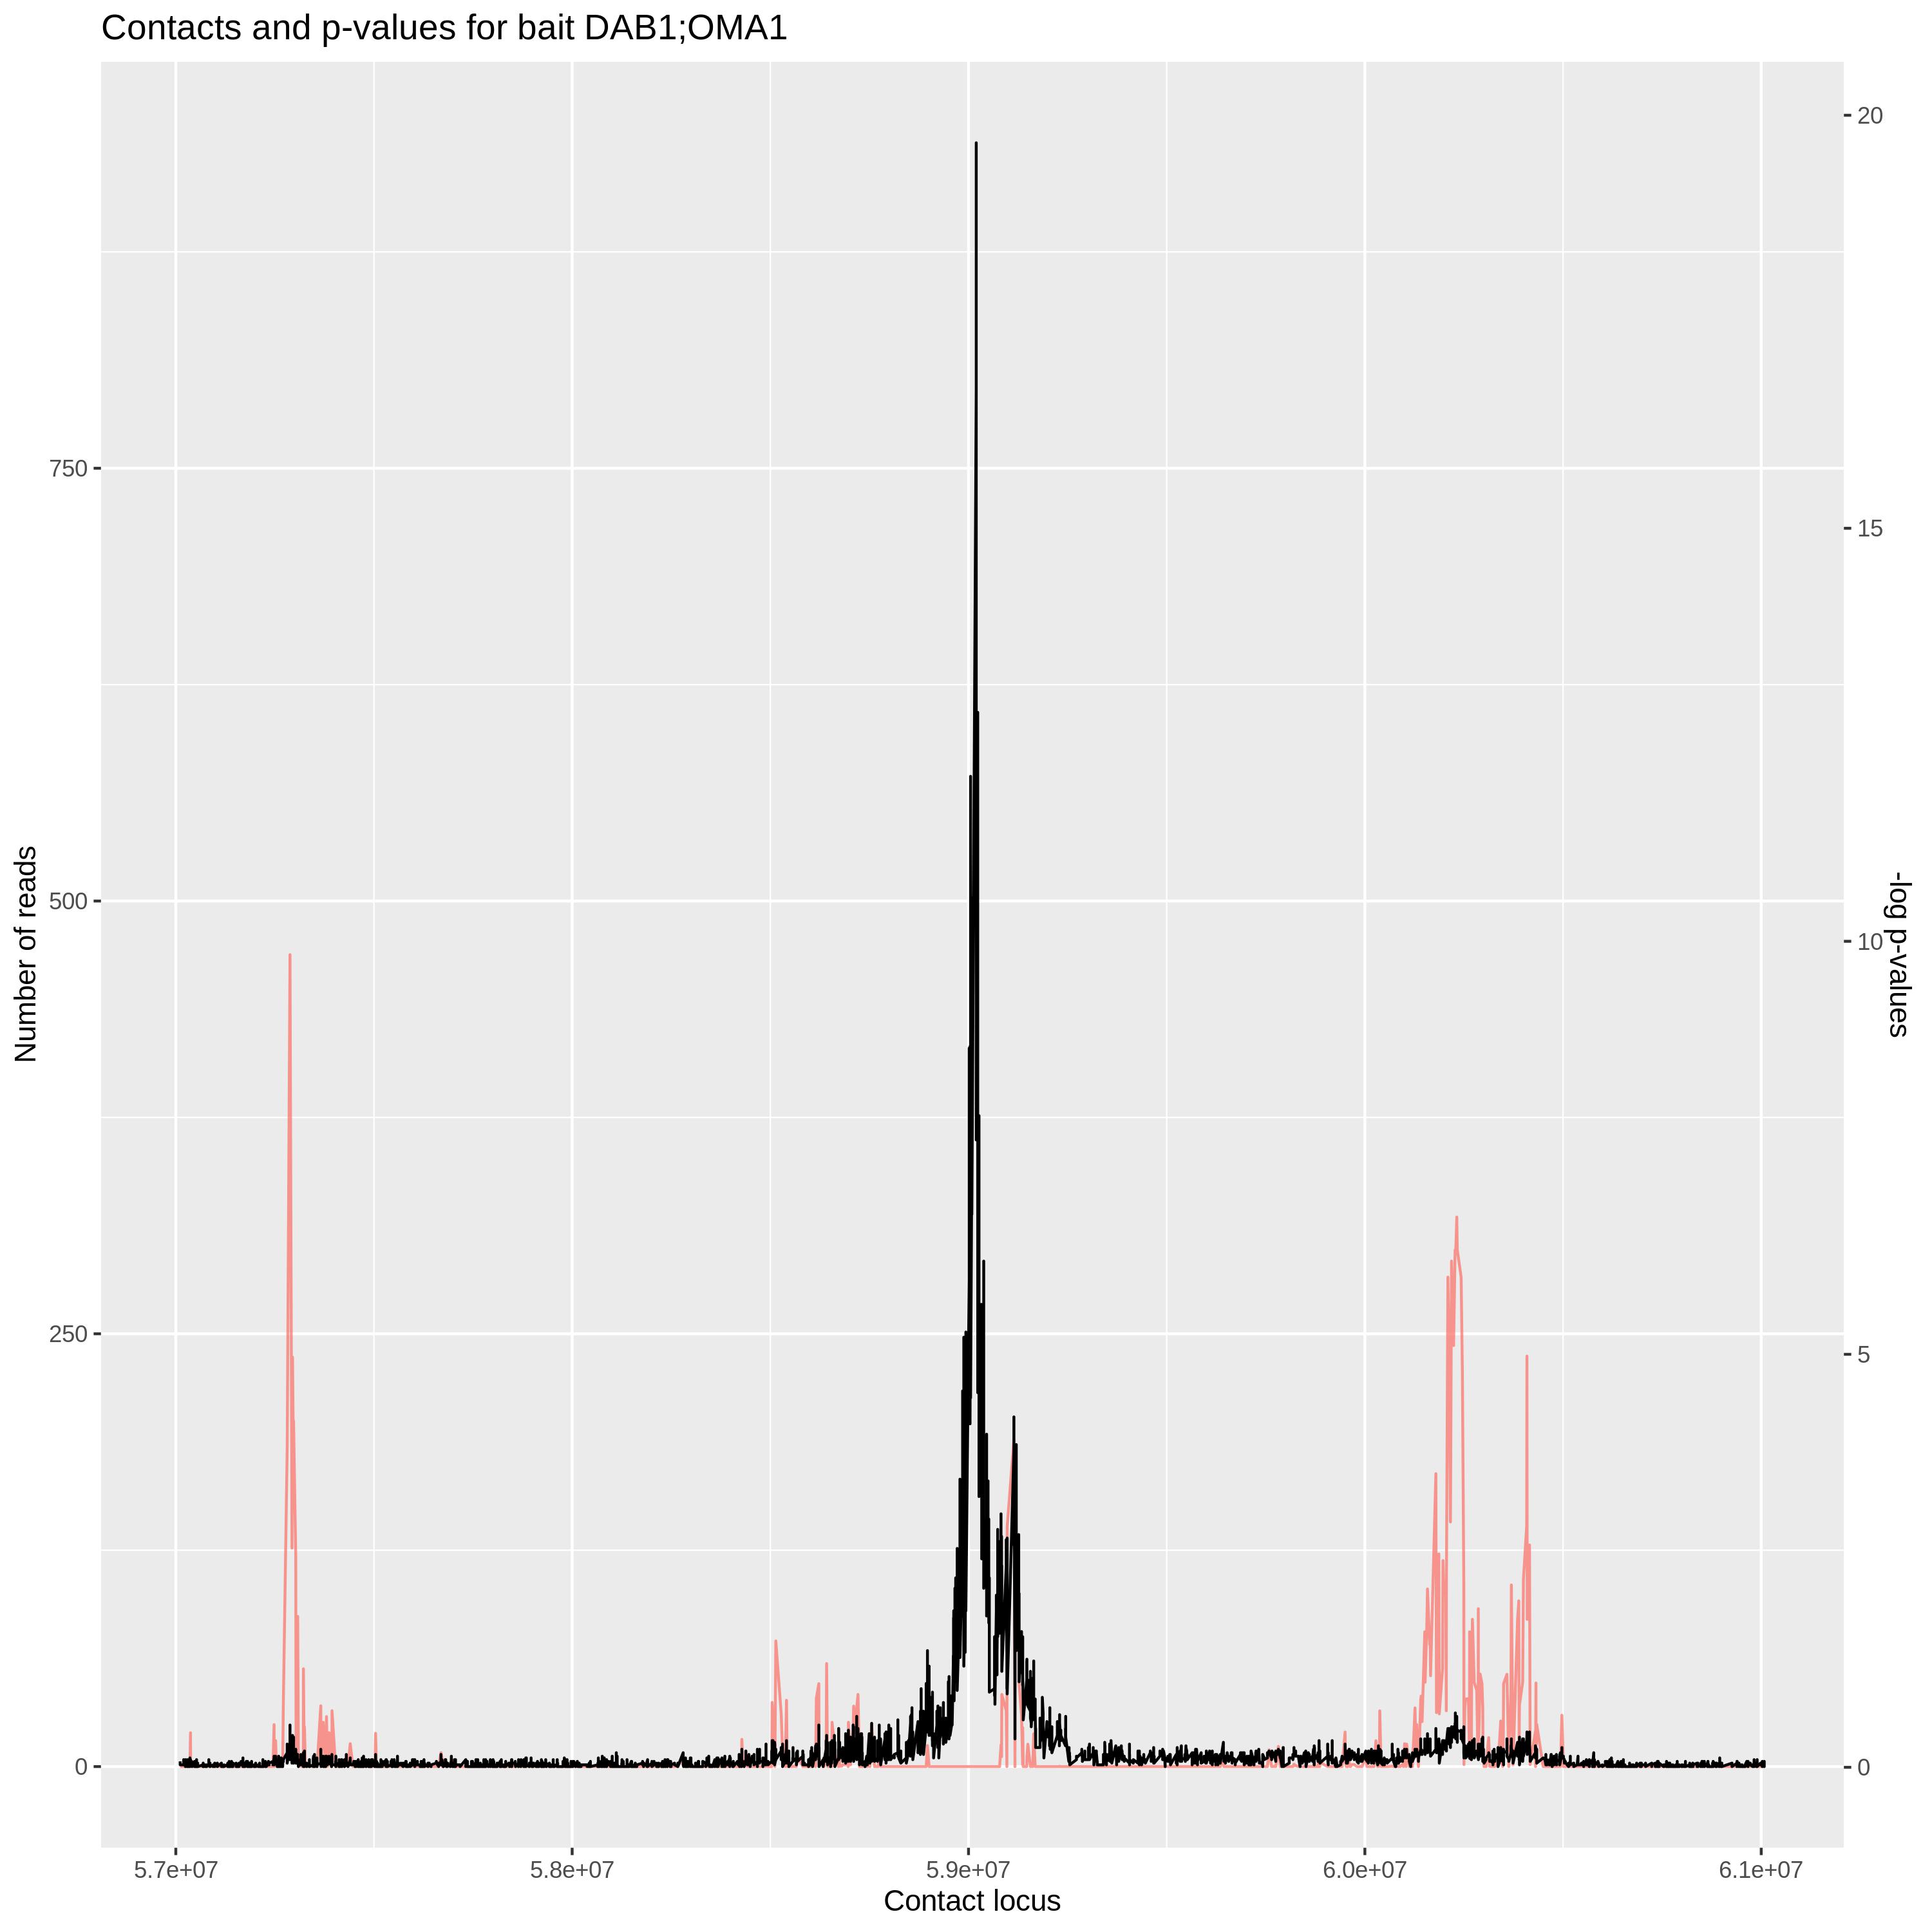 Contacts and p-values for bait DAB1;OMA1
20
750
15
500
10
Number of reads
-log p-values
250
5
0
0
5.7e+07 5.8e+07 5.9e+07 6.0e+07 6.1e+07
Contact locus